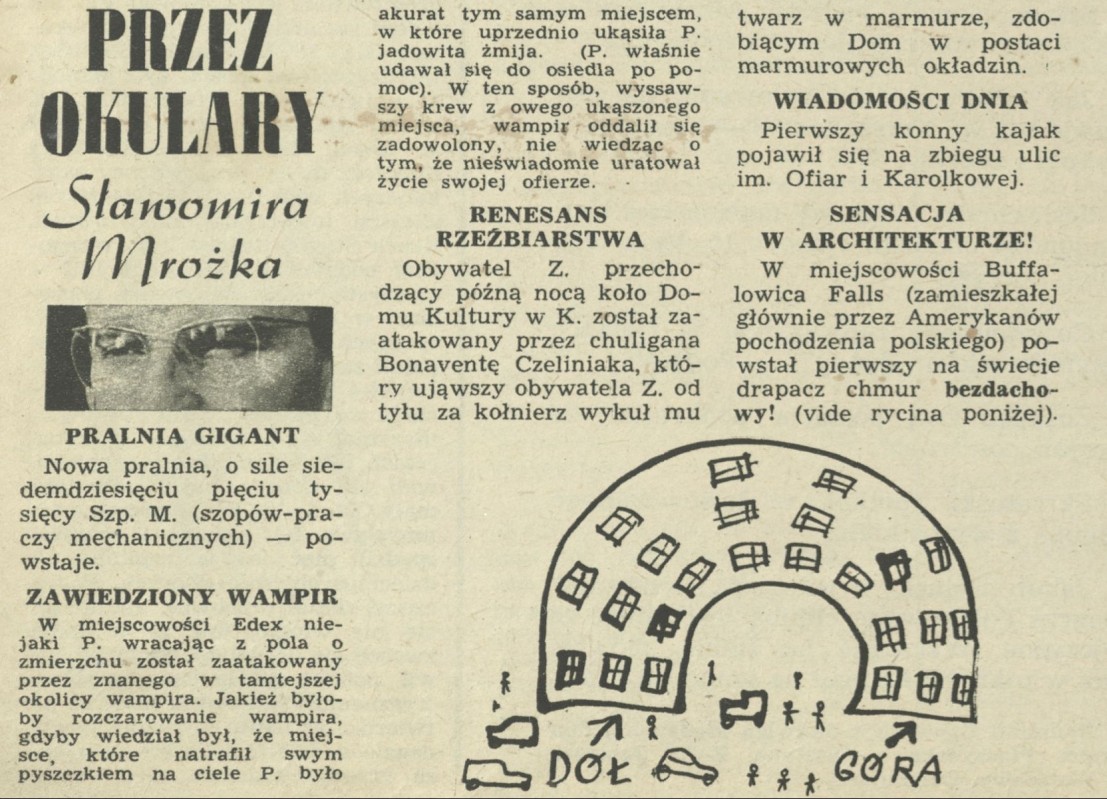 PRZEZ
OKULARY
Sławomira
Mrożka
PRALNIA GIGANT
Nowa pralnia, o sile sie-
demdziesięciu pięciu ty-
sięcy Szp. M. (szopów-pra-
czy mechanicznych) — po-
wstaje.
ZAWIEDZIONY WAMPIR
W miejscowości Edex nie-
jaki P. wracając z pola o
zmierzchu został zaatakowany
przez znanego w tamtejszej
okolicy wampira. Jakież było-
by rozczarowanie wampira,
gdyby wiedział był, że miej-
sce, które natrafił swym
pyszczkiem na ciele P. było
akurat tym samym miejscem,
w które uprzednio ukąsiła P.
jadowita żmija. (P. właśnie
udawał się do osiedla po po-
moc). W ten sposób, wyssaw-
szy krew z owego ukąszonego
miejsca, wampir oddalił się
zadowolony, nie wiedząc o
tym, że nieświadomie uratował
życie swojej ofierze.
RENESANS
RZEŹBIARSTWA
Obywatel Z. przecho-
dzący późną nocą koło Do-
mu Kultury w K. został za-
atakowany przez chuligana
Bonawentę Czeliniaka, któ-
ry ująwszy obywatela Z. od
tyłu za kołnierz wykuł mu
twarz w marmurze, zdo-
biącym Dom w postaci
marmurowych okładzin.
WIADOMOŚCI DNIA
Pierwszy konny kajak
pojawił się na zbiegu ulic
im. Ofiar i Karolkowej.
SENSACJA
W ARCHITEKTURZE!
W miejscowości Buffa-
lowica Falls (zamieszkałej
głównie przez Amerykanów
pochodzenia polskiego) po-
wstał pierwszy na świecie
drapacz chmur bezdacho-
wy! (vide rycina poniżej).
DÓŁ
GÓRA